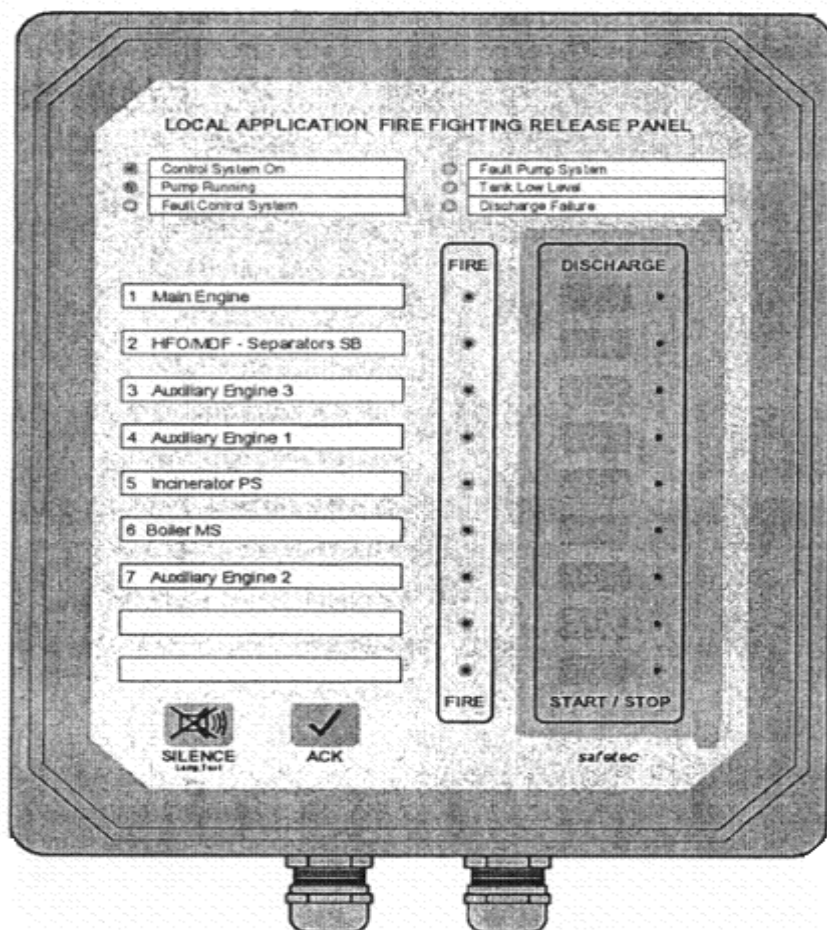 LOCAL APPLICATION FIRE FIGHTING RELEASE PANEL
Control System On
Pump Running
Fault Control System
Fault Pump System
Tank Low Level
Discharge Failure
FIRE
DISCHARGE
1 Main Engine
2 HFO/MDF - Separators SB
3 Auxiliary Engine 3
4 Auxiliary Engine 1
5 Incinerator PS
6 Boiler MS
7 Auxiliary Engine 2
FIRE
START / STOP
SILENCE
Lamp Test
ACK
safetec